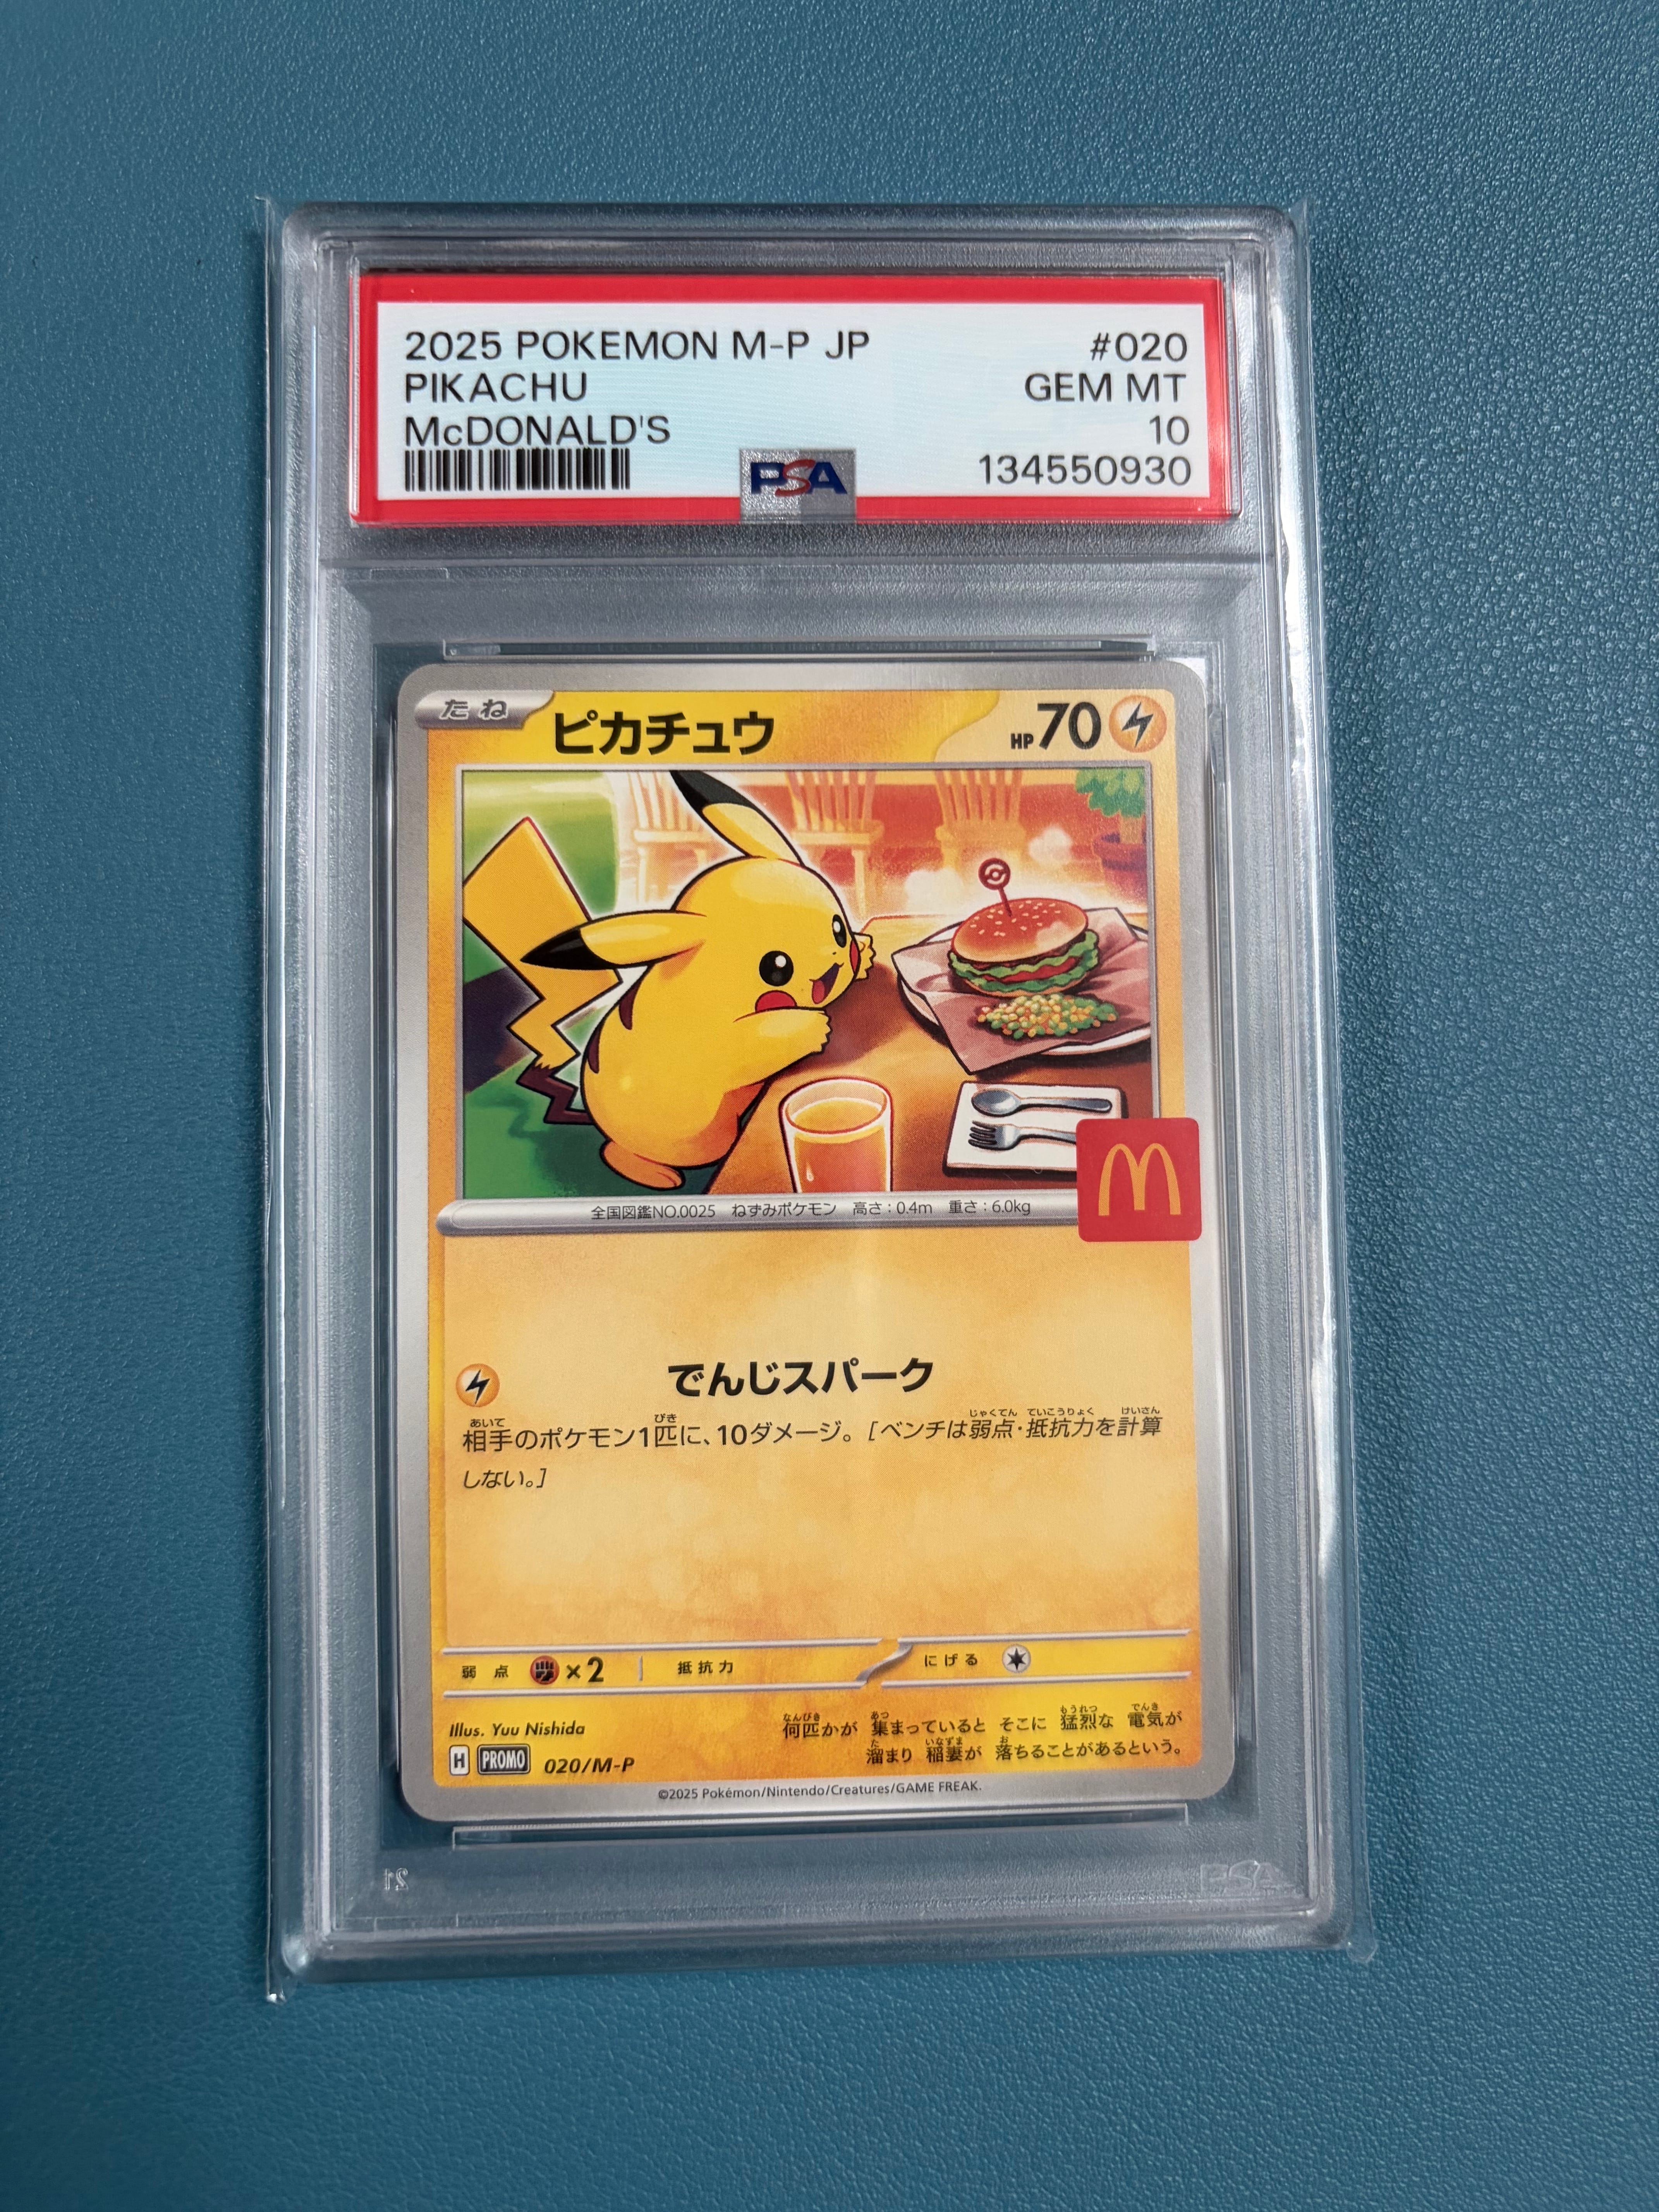 2025 POKEMON M-P JP #020
PIKACHU GEM MT
McDONALD'S 10
PSA 134550930
たね ピカチュウ HP70
全国図鑑NO.0025 ねずみポケモン 高さ:0.4m 重さ:6.0kg
でんじスパーク
相手のポケモン1匹に、10ダメージ。[ベンチは弱点・抵抗力を計算
しない。]
弱点 ×2 抵抗力 にげる
Illus. Yuu Nishida
何匹かが 集まっていると そこに 猛烈な 電気が
溜まり 稲妻が 落ちることがあるという。
H PROMO 020/M-P
©2025 Pokémon/Nintendo/Creatures/GAME FREAK.
21 PSA